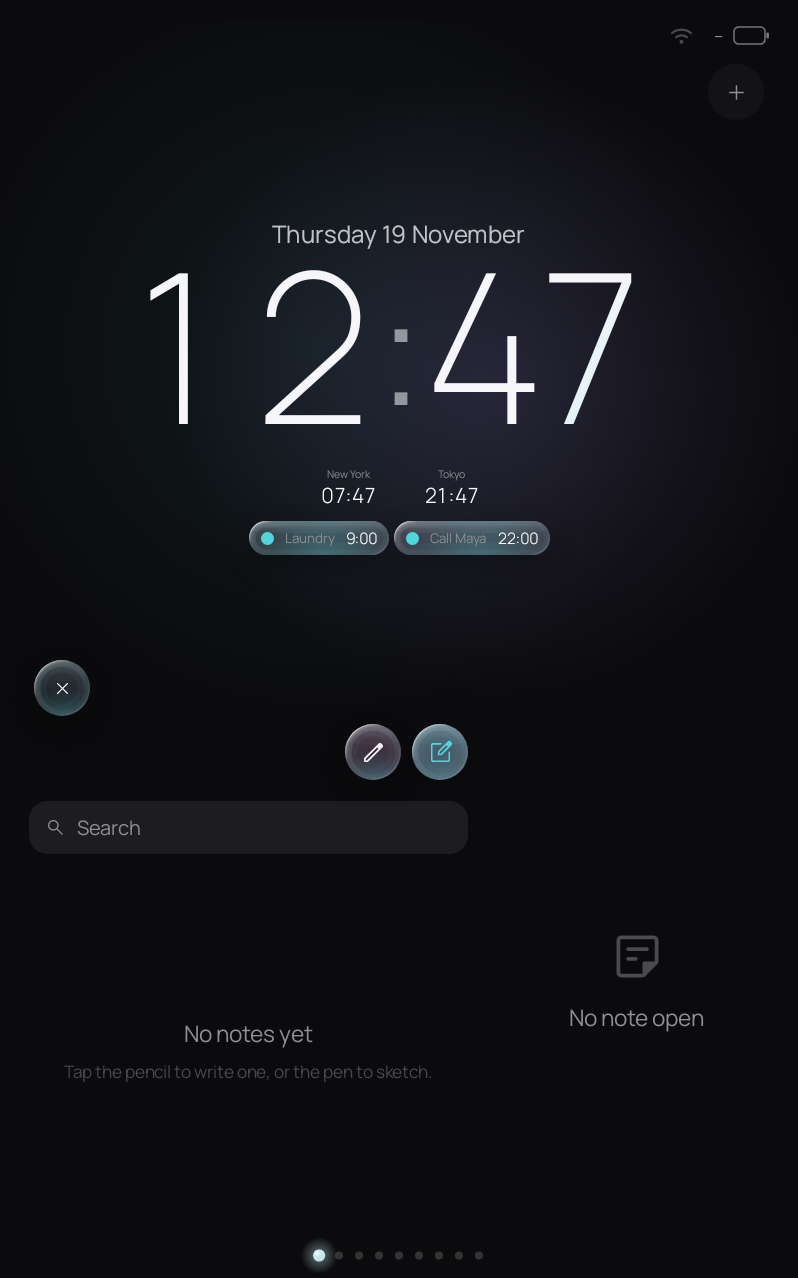 Thursday 19 November
12:47
New York Tokyo
07:47 21:47
Laundry 9:00 Call Maya 22:00
Search
No note open
No notes yet
Tap the pencil to write one, or the pen to sketch.